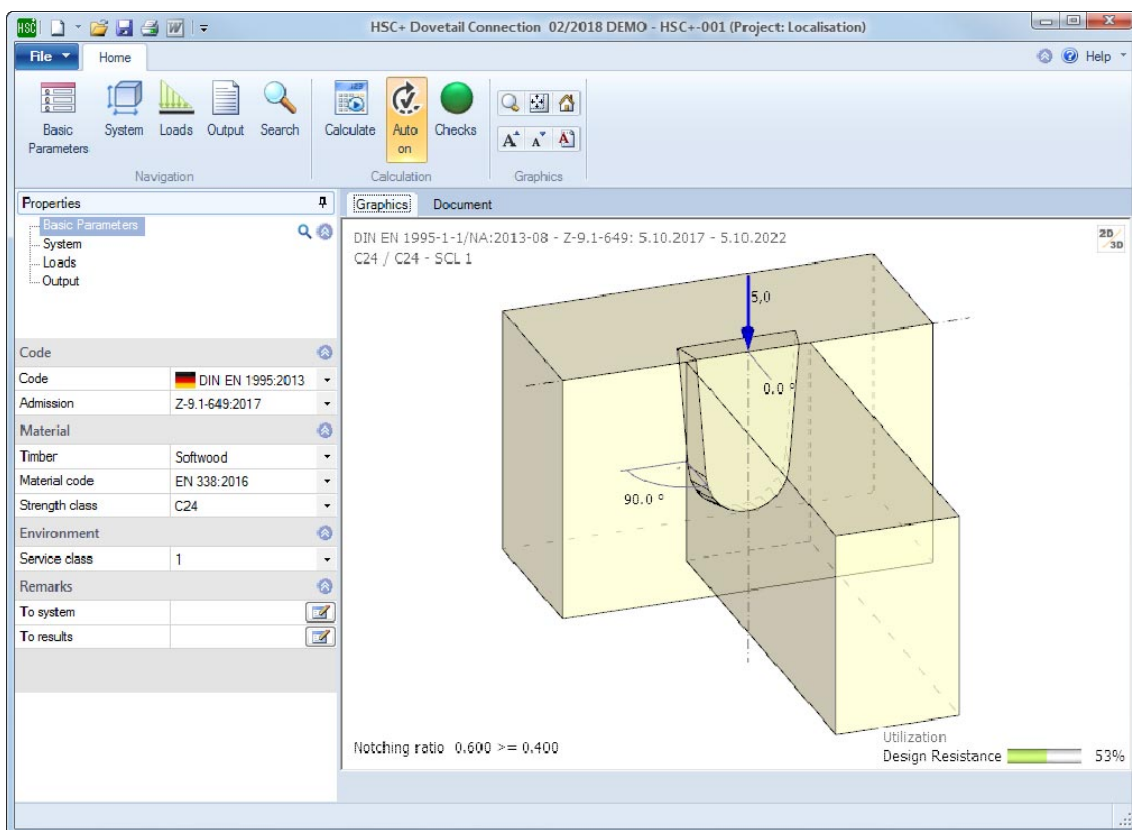 HSC HSC+ Dovetail Connection 02/2018 DEMO - HSC+-001 (Project: Localisation)
File Home Help
Basic Parameters System Loads Output Search Calculate Auto on Checks
Navigation Calculation Graphics
Properties
Basic Parameters
System
Loads
Output
Code
Code DIN EN 1995:2013
Admission Z-9.1-649:2017
Material
Timber Softwood
Material code EN 338:2016
Strength class C24
Environment
Service class 1
Remarks
To system
To results
Graphics Document
DIN EN 1995-1-1/NA:2013-08 - Z-9.1-649: 5.10.2017 - 5.10.2022
C24 / C24 - SCL 1
2D/3D
5,0
0.0 °
90.0 °
Notching ratio 0.600 >= 0.400
Utilization
Design Resistance 53%